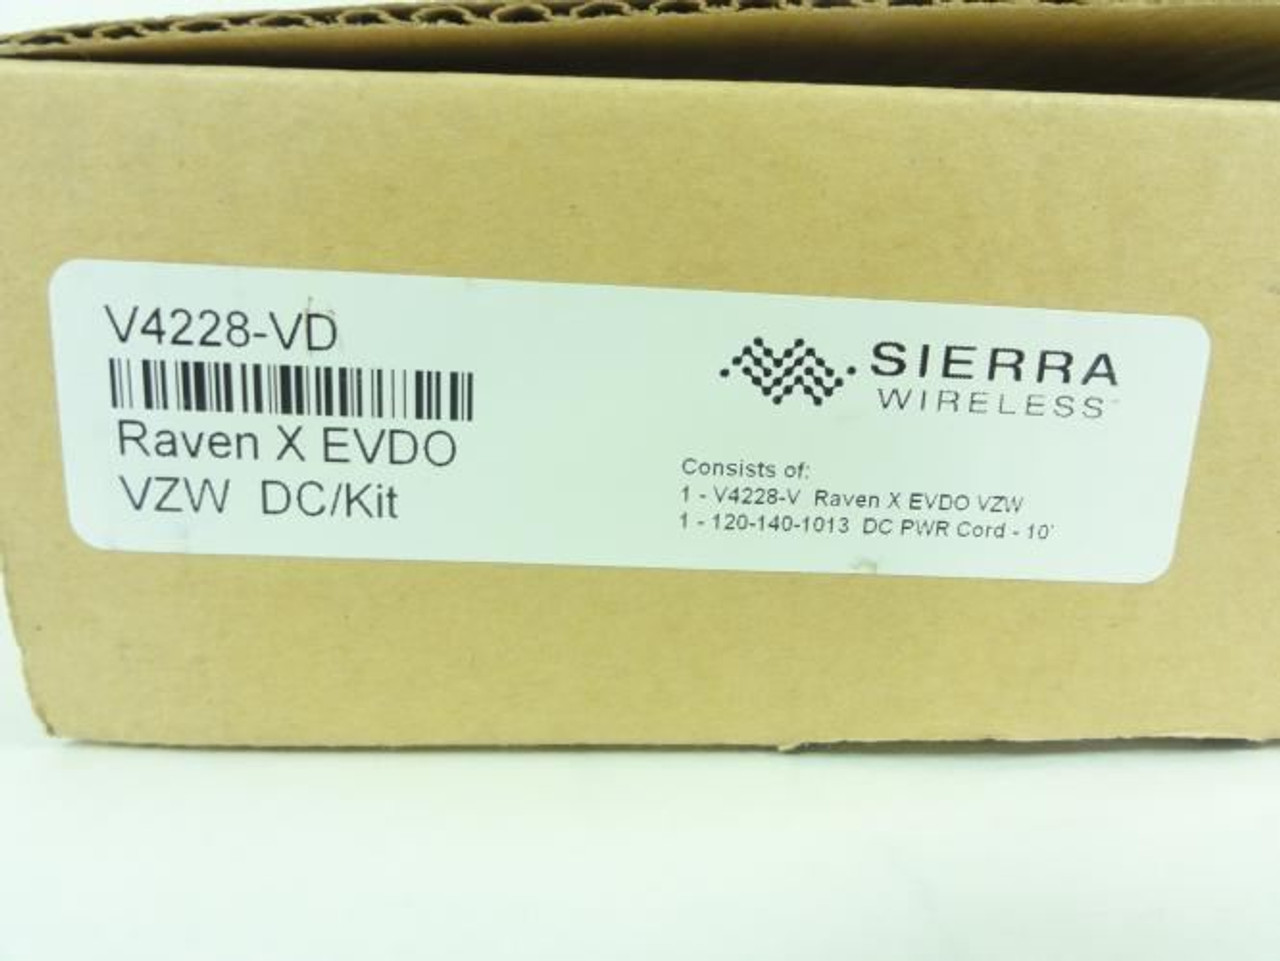 V4228-VD
Raven X EVDO
VZW DC/Kit
SIERRA
WIRELESS
Consists of:
1 - V4228-V Raven X EVDO VZW
1 - 120-140-1013 DC PWR Cord - 10'